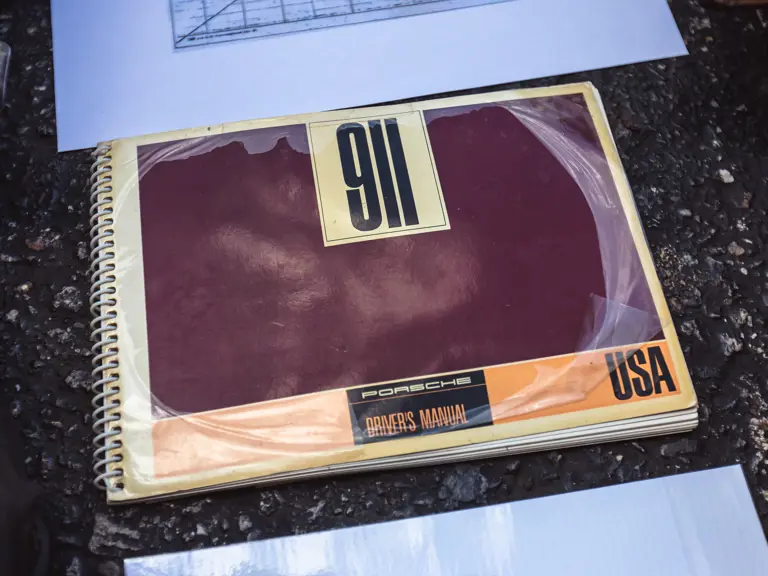 911
PORSCHE
DRIVER'S MANUAL
USA